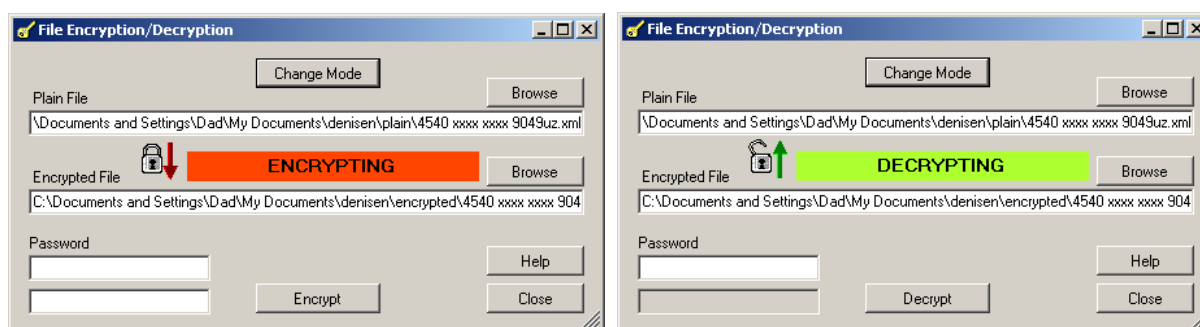 File Encryption/Decryption
Change Mode
Plain File
Browse
\Documents and Settings\Dad\My Documents\denisen\plain\4540 xxxx xxxx 9049uz.xml
ENCRYPTING
Encrypted File
Browse
C:\Documents and Settings\Dad\My Documents\denisen\encrypted\4540 xxxx xxxx 904
Password
Help
Encrypt
Close
File Encryption/Decryption
Change Mode
Plain File
Browse
\Documents and Settings\Dad\My Documents\denisen\plain\4540 xxxx xxxx 9049uz.xml
DECRYPTING
Encrypted File
Browse
C:\Documents and Settings\Dad\My Documents\denisen\encrypted\4540 xxxx xxxx 904
Password
Help
Decrypt
Close